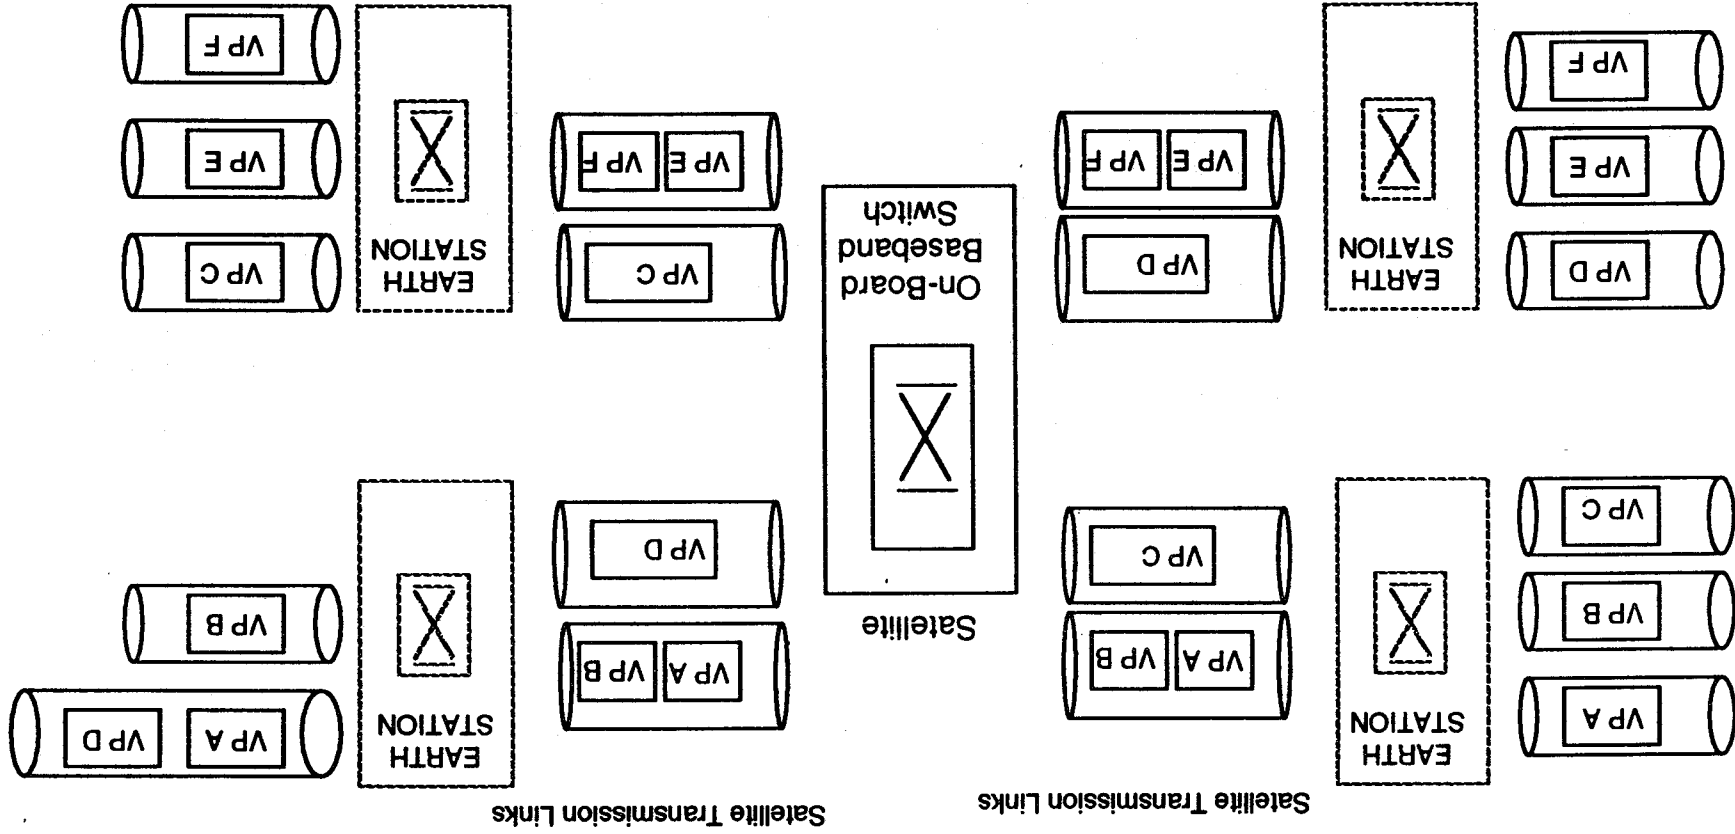 Satellite Transmission Links
Satellite Transmission Links
VP A
VP B
VP C
EARTH
STATION
VP A VP B
VP C
Satellite
On-Board
Baseband
Switch
VP A VP B
VP D
EARTH
STATION
VP A VP D
VP B
VP D
VP E
VP F
EARTH
STATION
VP D
VP E VP F
VP C
VP E VP F
EARTH
STATION
VP C
VP E
VP F